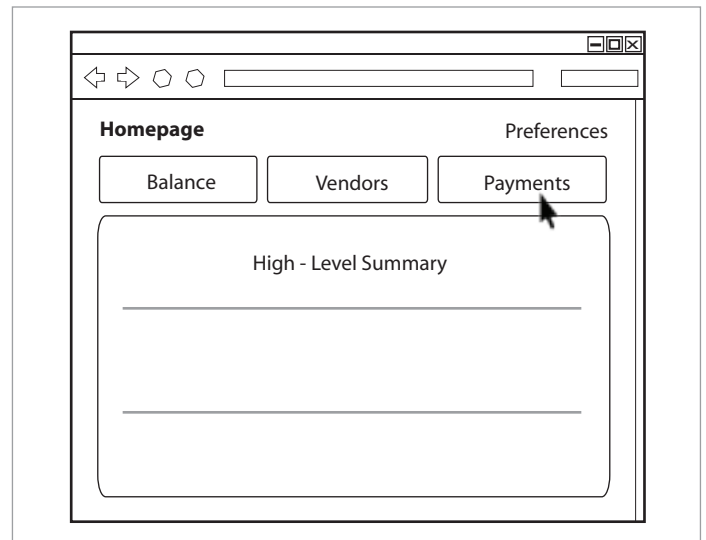 Homepage
Preferences
Balance
Vendors
Payments
High - Level Summary